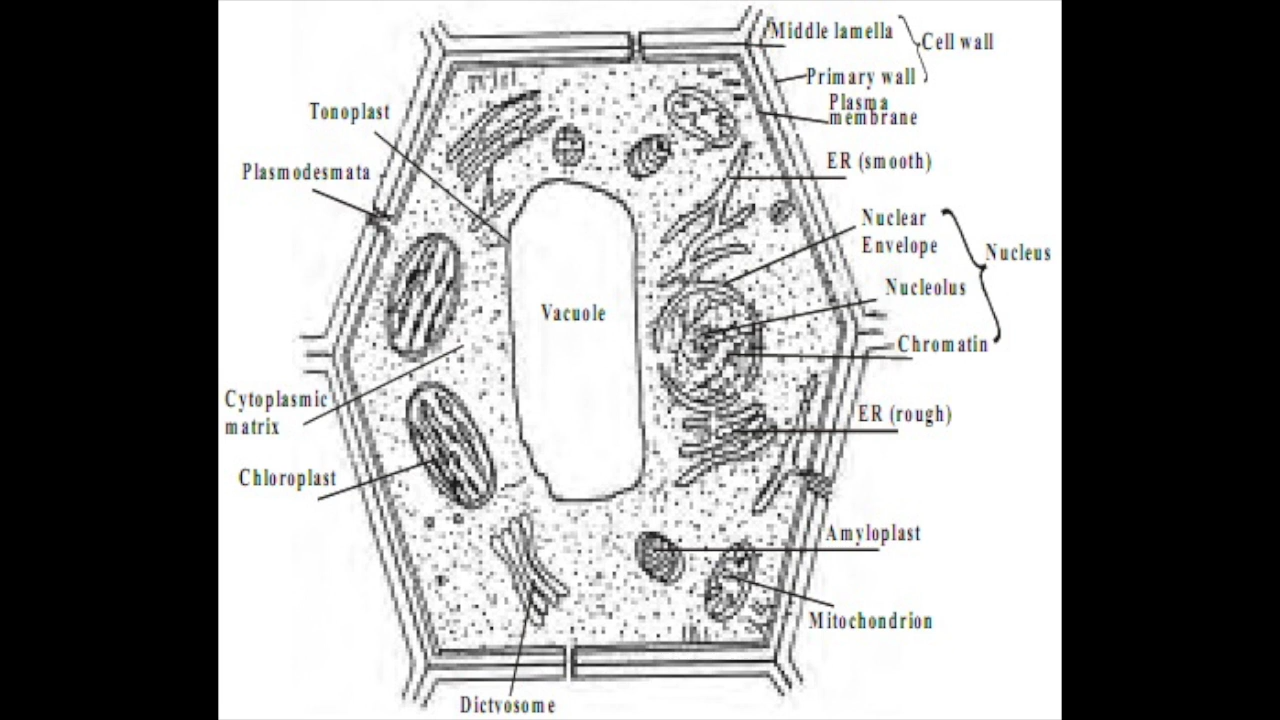 Middle lamella
Cell wall
Primary wall
Plasma
membrane
Tonoplast
ER (smooth)
Plasmodesmata
Nuclear
Envelope
Nucleus
Nucleolus
Vacuole
Chromatin
Cytoplasmic
matrix
ER (rough)
Chloroplast
Amyloplast
Mitochondrion
Dictyosome